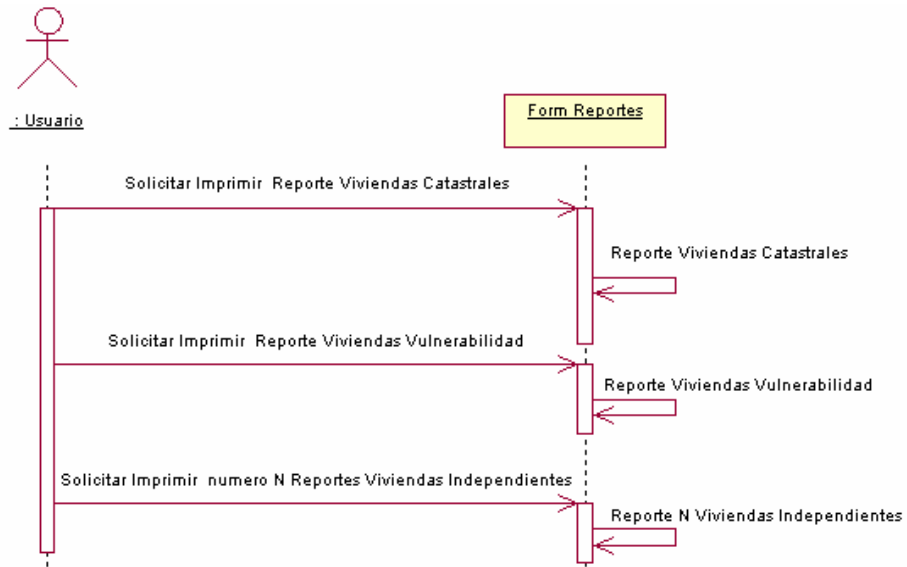 Form Reportes
: Usuario
Solicitar Imprimir Reporte Viviendas Catastrales
Reporte Viviendas Catastrales
Solicitar Imprimir Reporte Viviendas Vulnerabilidad
Reporte Viviendas Vulnerabilidad
Solicitar Imprimir numero N Reportes Viviendas Independientes
Reporte N Viviendas Independientes